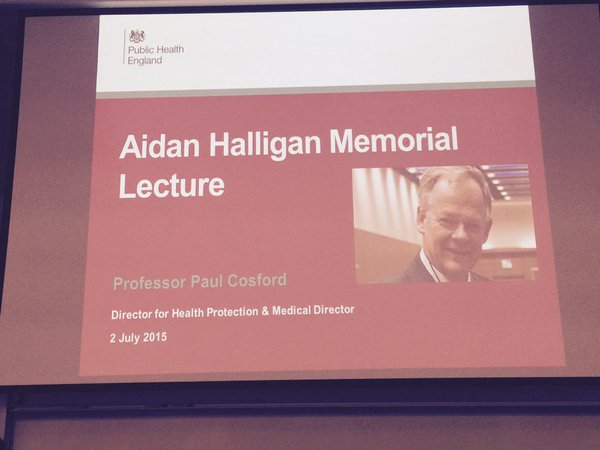 Public Health
England
Aidan Halligan Memorial
Lecture
Professor Paul Cosford
Director for Health Protection & Medical Director
2 July 2015